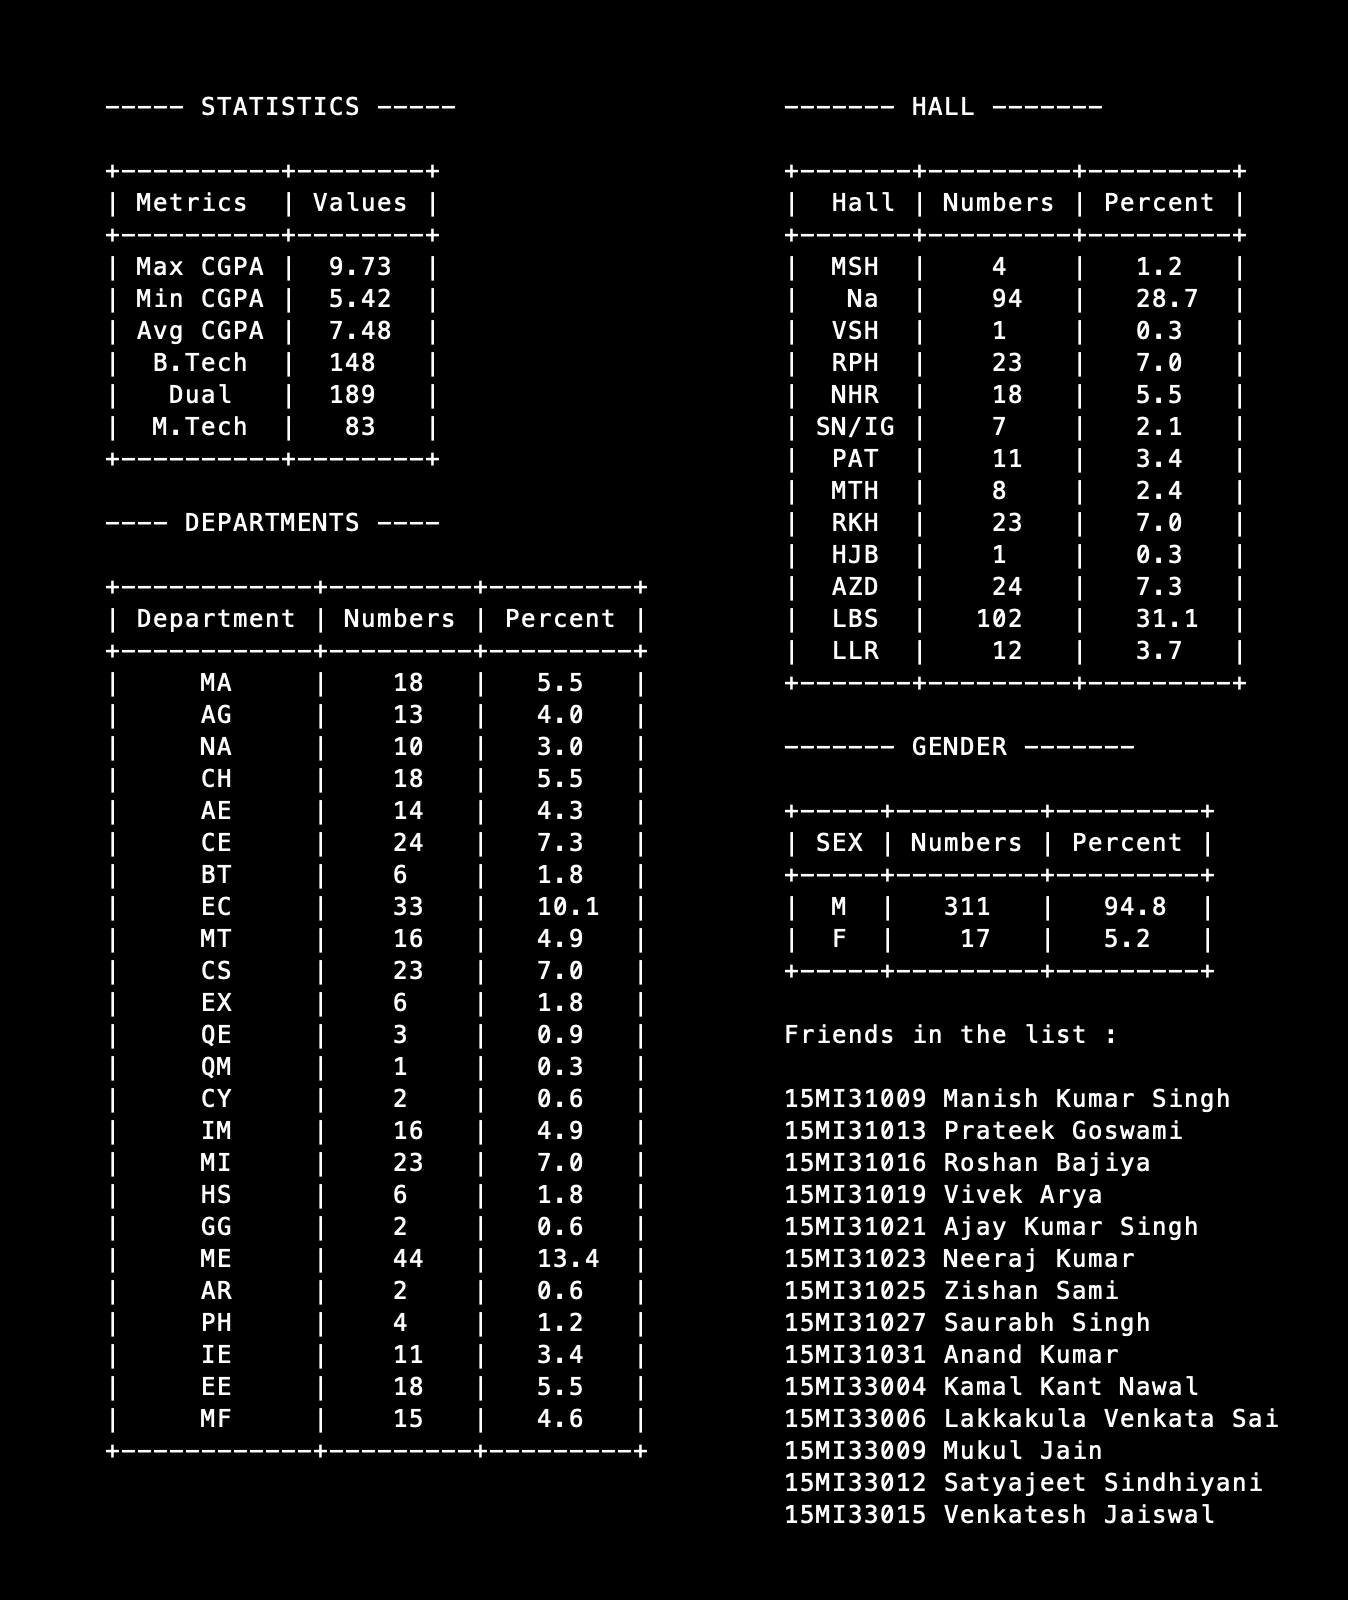 ----- STATISTICS -----
+----------+--------+
| Metrics  | Values |
+----------+--------+
| Max CGPA |  9.73  |
| Min CGPA |  5.42  |
| Avg CGPA |  7.48  |
|  B.Tech  |  148   |
|   Dual   |  189   |
|  M.Tech  |   83   |
+----------+--------+
---- DEPARTMENTS ----
+------------+---------+---------+
| Department | Numbers | Percent |
+------------+---------+---------+
|     MA     |    18   |   5.5   |
|     AG     |    13   |   4.0   |
|     NA     |    10   |   3.0   |
|     CH     |    18   |   5.5   |
|     AE     |    14   |   4.3   |
|     CE     |    24   |   7.3   |
|     BT     |    6    |   1.8   |
|     EC     |    33   |   10.1  |
|     MT     |    16   |   4.9   |
|     CS     |    23   |   7.0   |
|     EX     |    6    |   1.8   |
|     QE     |    3    |   0.9   |
|     QM     |    1    |   0.3   |
|     CY     |    2    |   0.6   |
|     IM     |    16   |   4.9   |
|     MI     |    23   |   7.0   |
|     HS     |    6    |   1.8   |
|     GG     |    2    |   0.6   |
|     ME     |    44   |   13.4  |
|     AR     |    2    |   0.6   |
|     PH     |    4    |   1.2   |
|     IE     |    11   |   3.4   |
|     EE     |    18   |   5.5   |
|     MF     |    15   |   4.6   |
+------------+---------+---------+
------- HALL -------
+-------+---------+---------+
|  Hall | Numbers | Percent |
+-------+---------+---------+
|  MSH  |    4    |   1.2   |
|   Na  |    94   |   28.7  |
|  VSH  |    1    |   0.3   |
|  RPH  |    23   |   7.0   |
|  NHR  |    18   |   5.5   |
| SN/IG |    7    |   2.1   |
|  PAT  |    11   |   3.4   |
|  MTH  |    8    |   2.4   |
|  RKH  |    23   |   7.0   |
|  HJB  |    1    |   0.3   |
|  AZD  |    24   |   7.3   |
|  LBS  |   102   |   31.1  |
|  LLR  |    12   |   3.7   |
+-------+---------+---------+
------- GENDER -------
+-----+---------+---------+
| SEX | Numbers | Percent |
+-----+---------+---------+
|  M  |   311   |   94.8  |
|  F  |    17   |   5.2   |
+-----+---------+---------+
Friends in the list :
15MI31009 Manish Kumar Singh
15MI31013 Prateek Goswami
15MI31016 Roshan Bajiya
15MI31019 Vivek Arya
15MI31021 Ajay Kumar Singh
15MI31023 Neeraj Kumar
15MI31025 Zishan Sami
15MI31027 Saurabh Singh
15MI31031 Anand Kumar
15MI33004 Kamal Kant Nawal
15MI33006 Lakkakula Venkata Sai
15MI33009 Mukul Jain
15MI33012 Satyajeet Sindhiyani
15MI33015 Venkatesh Jaiswal